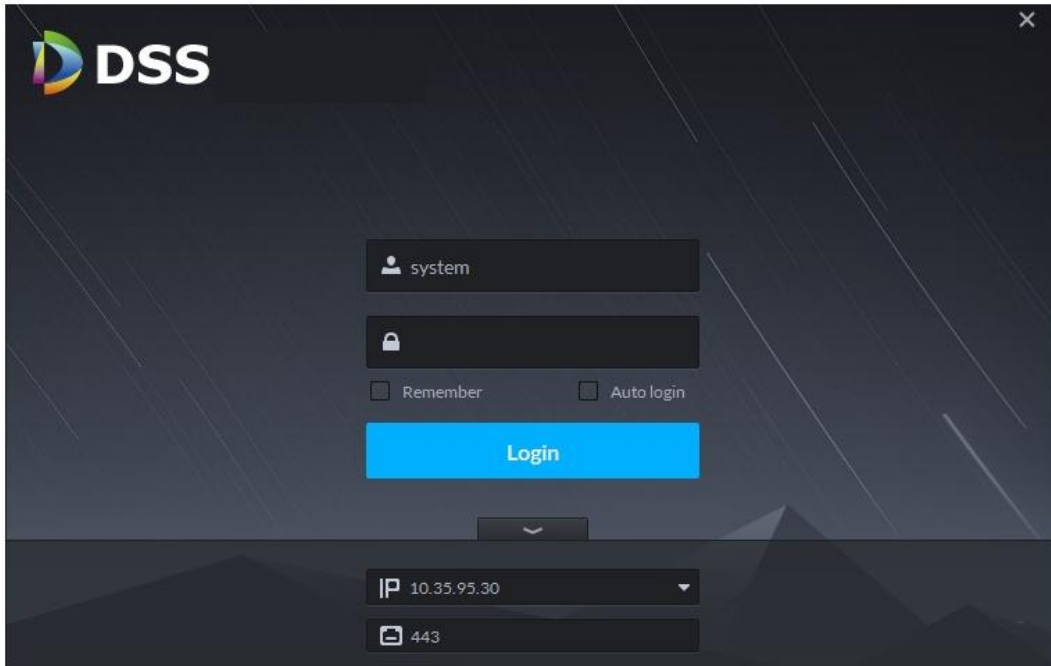 DSS
system
Remember Auto login
Login
IP 10.35.95.30
443